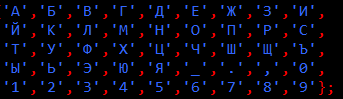 'А','Б','В','Г','Д','Е','Ж','З','И',
'Й','К','Л','М','Н','О','П','Р','С',
'Т','У','Ф','Х','Ц','Ч','Ш','Щ','Ъ',
'Ы','Ь','Э','Ю','Я','_','.',',','0',
'1','2','3','4','5','6','7','8','9'};